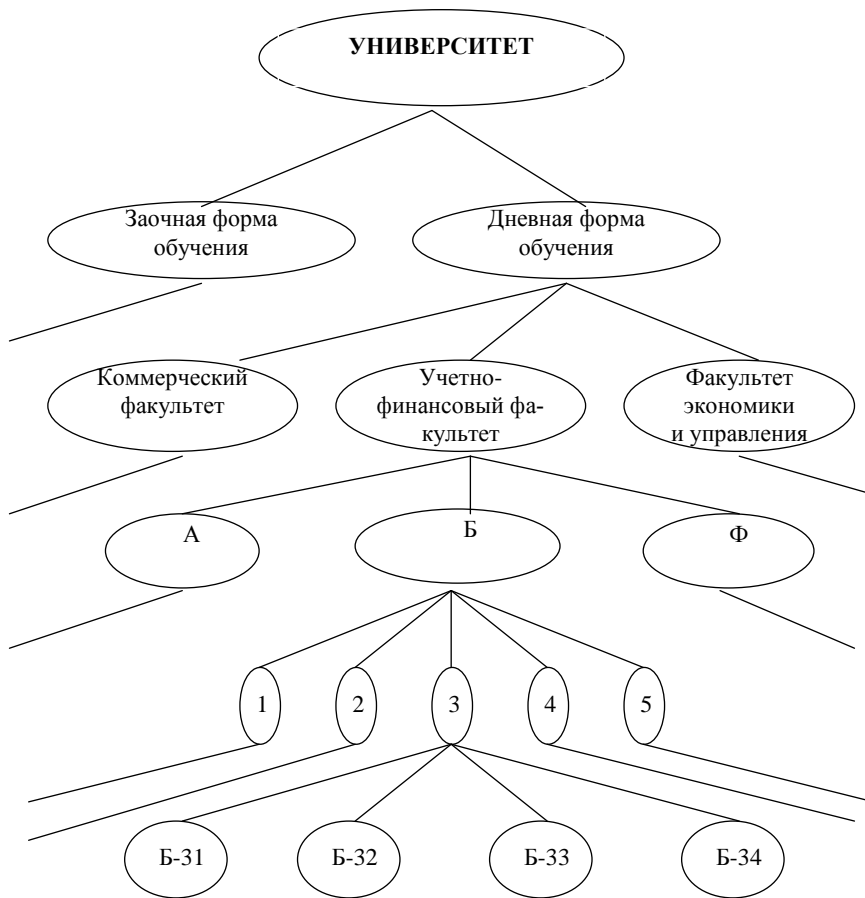 УНИВЕРСИТЕТ
Заочная форма
обучения
Дневная форма
обучения
Коммерческий
факультет
Учетно-
финансовый фа-
культет
Факультет
экономики
и управления
А
Б
Ф
1
2
3
4
5
Б-31
Б-32
Б-33
Б-34